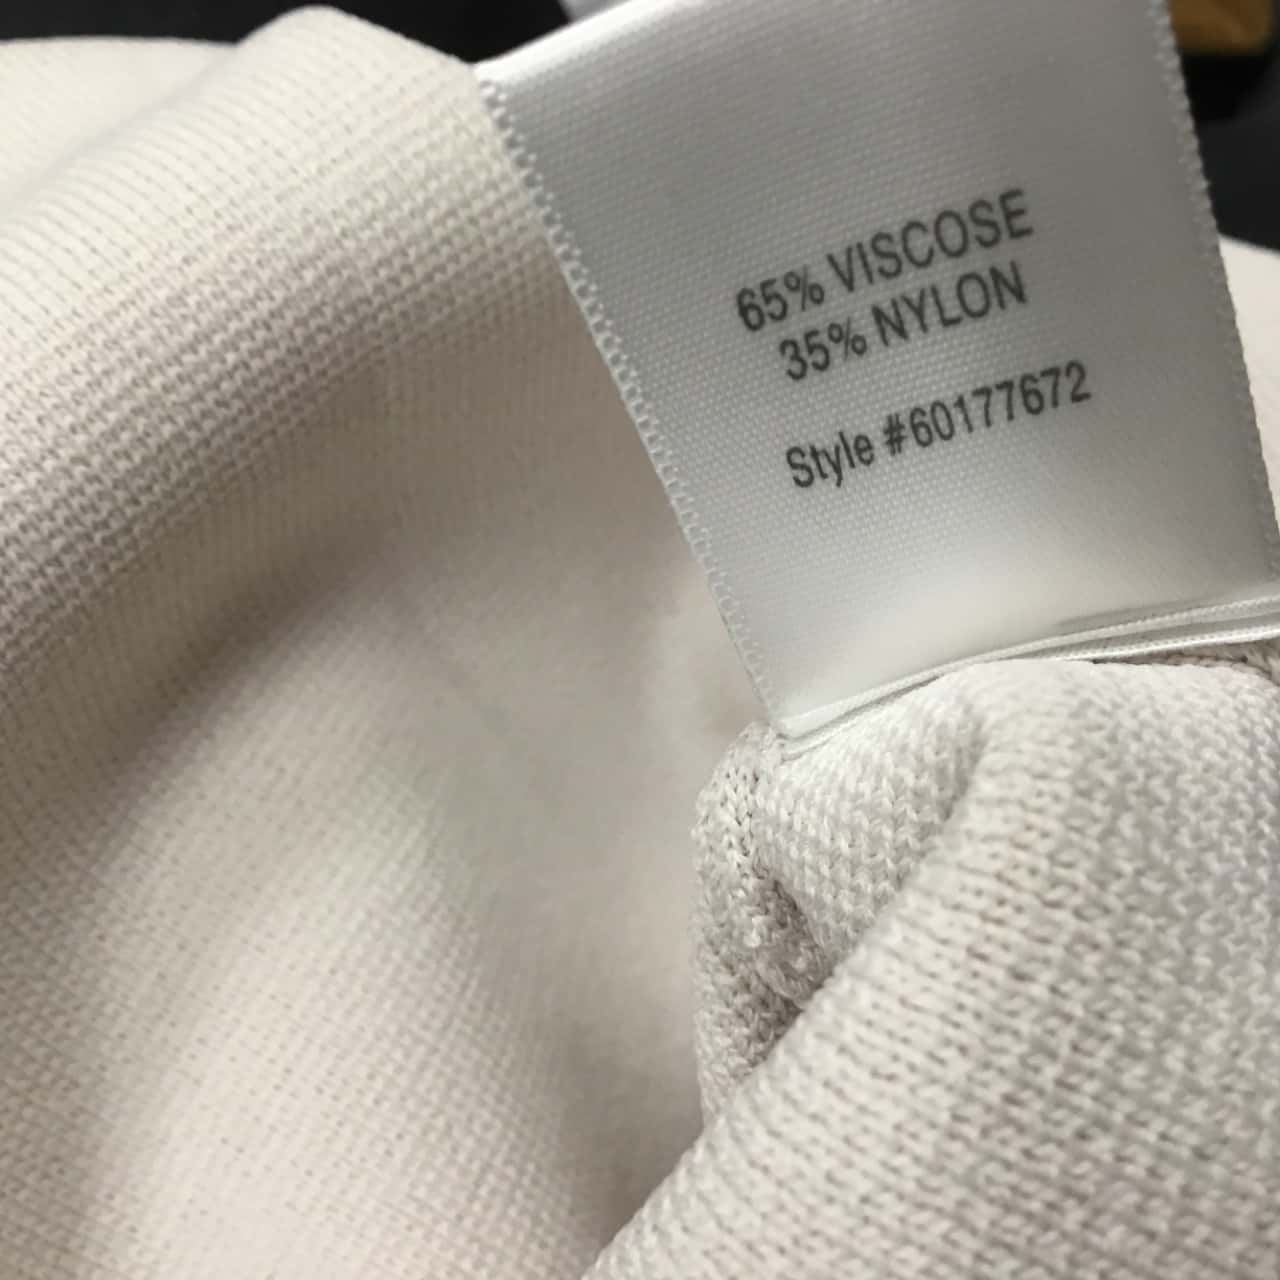 65% VISCOSE
35% NYLON
Style #60177672